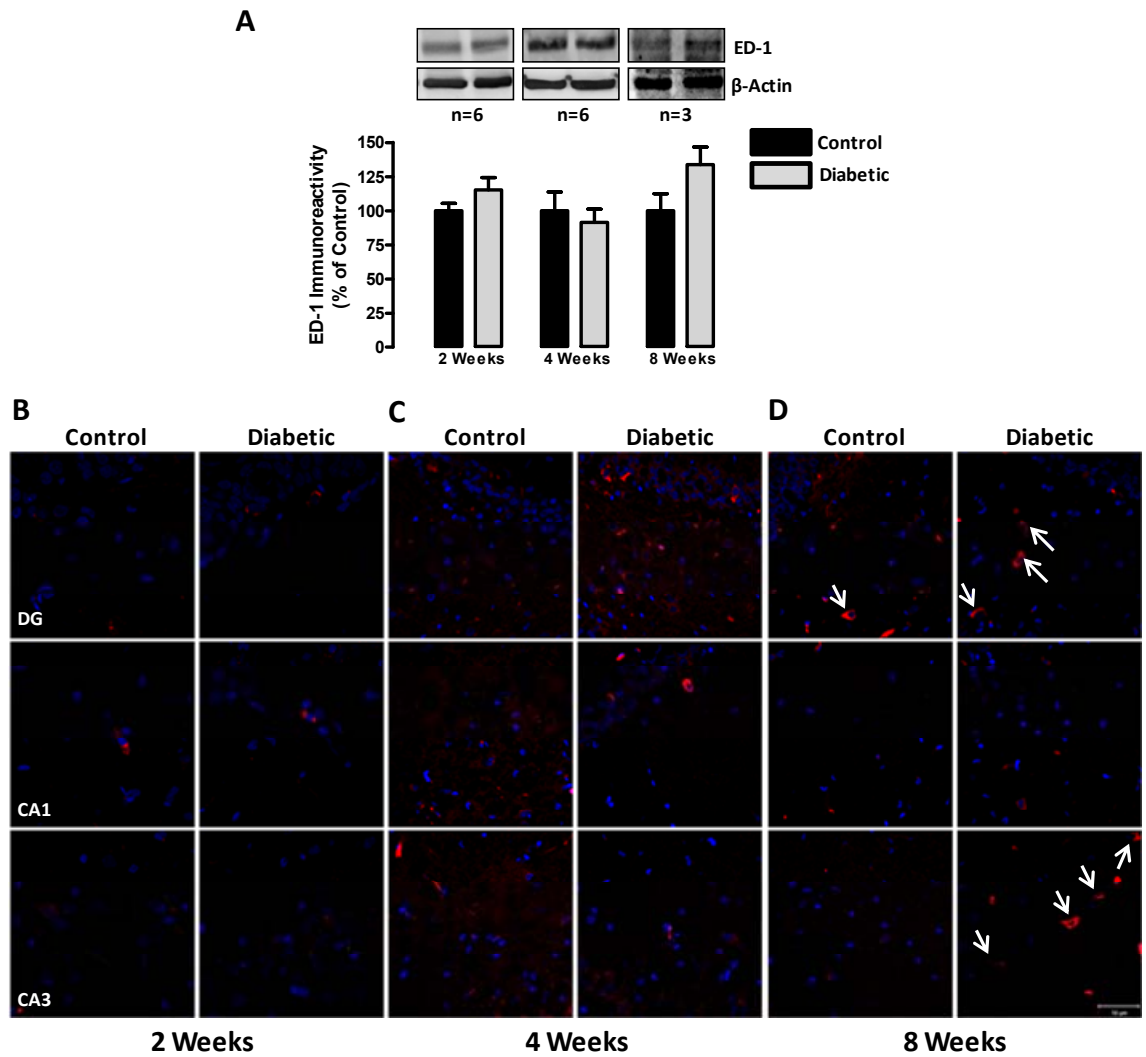 A
ED-1
β-Actin
n=6 n=6 n=3
Control
Diabetic
ED-1 Immunoreactivity
(% of Control)
150
125
100
75
50
25
0
2 Weeks 4 Weeks 8 Weeks
B C D
Control Diabetic Control Diabetic Control Diabetic
DG
CA1
CA3
2 Weeks 4 Weeks 8 Weeks